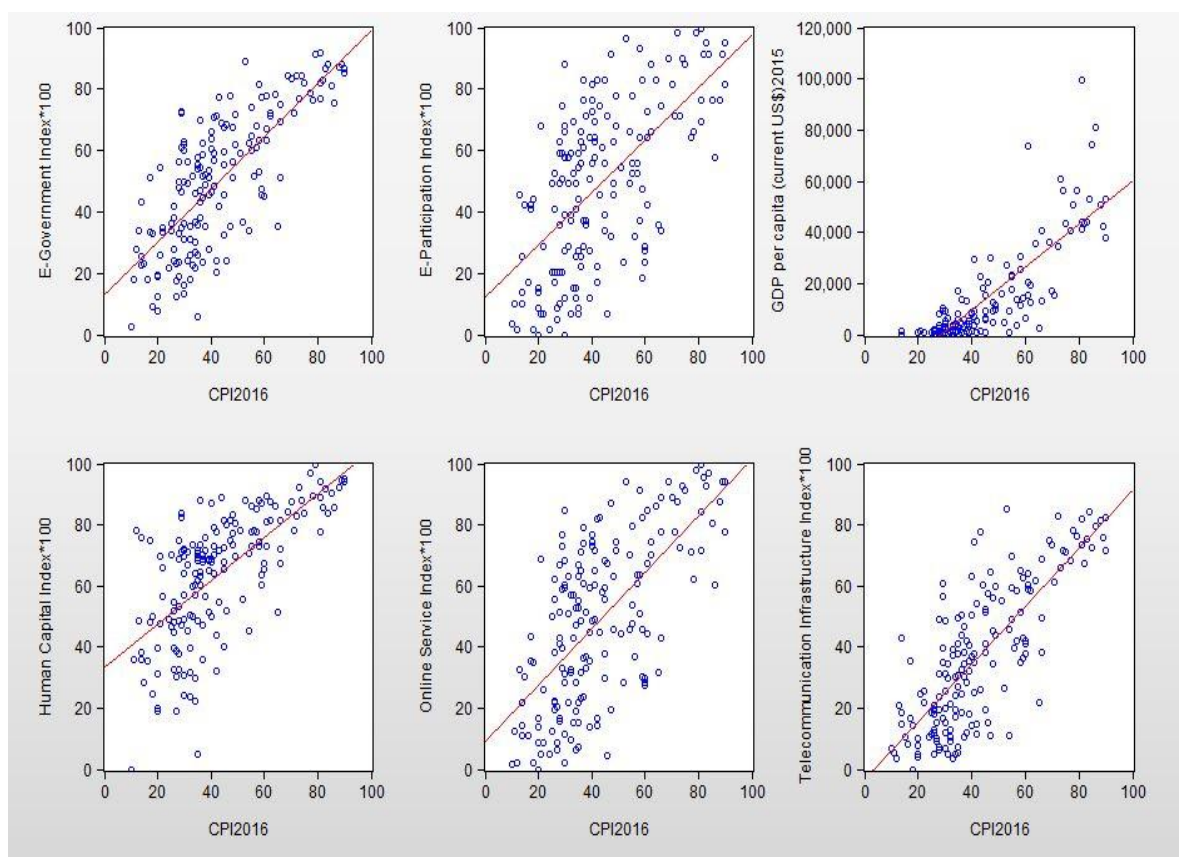 E-Government Index*100
100
80
60
40
20
0
0 20 40 60 80 100
CPI2016
E-Participation Index*100
100
80
60
40
20
0
0 20 40 60 80 100
CPI2016
GDP per capita (current US$)2015
120,000
100,000
80,000
60,000
40,000
20,000
0
0 20 40 60 80 100
CPI2016
Human Capital Index*100
100
80
60
40
20
0
0 20 40 60 80 100
CPI2016
Online Service Index*100
100
80
60
40
20
0
0 20 40 60 80 100
CPI2016
Telecommunication Infrastructure Index*100
100
80
60
40
20
0
0 20 40 60 80 100
CPI2016